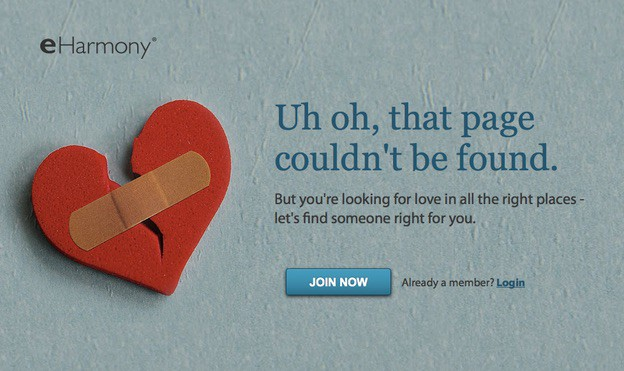 eHarmony®
Uh oh, that page
couldn't be found.
But you're looking for love in all the right places -
let's find someone right for you.
JOIN NOW
Already a member? Login